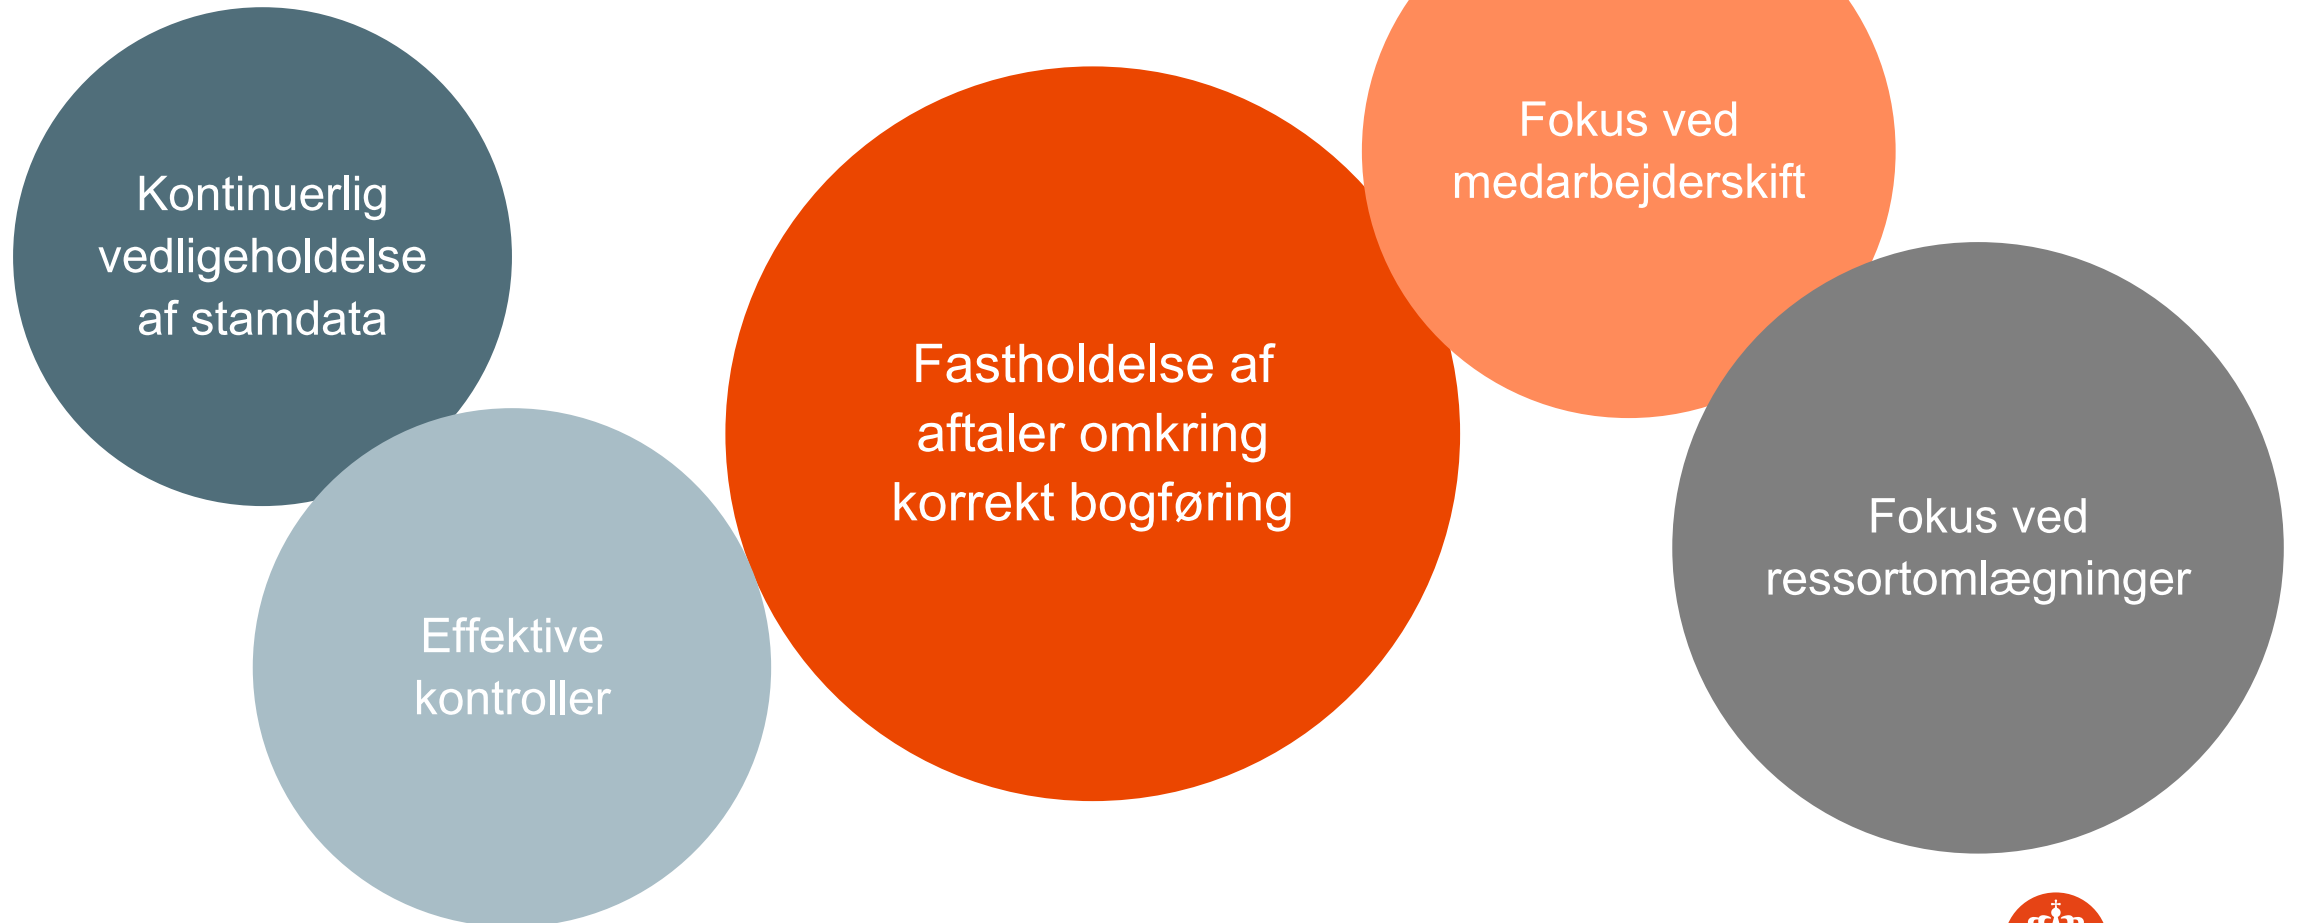 Kontinuerlig
vedligeholdelse
af stamdata
Effektive
kontroller
Fastholdelse af
aftaler omkring
korrekt bogføring
Fokus ved
medarbejderskift
Fokus ved
ressortomlægninger